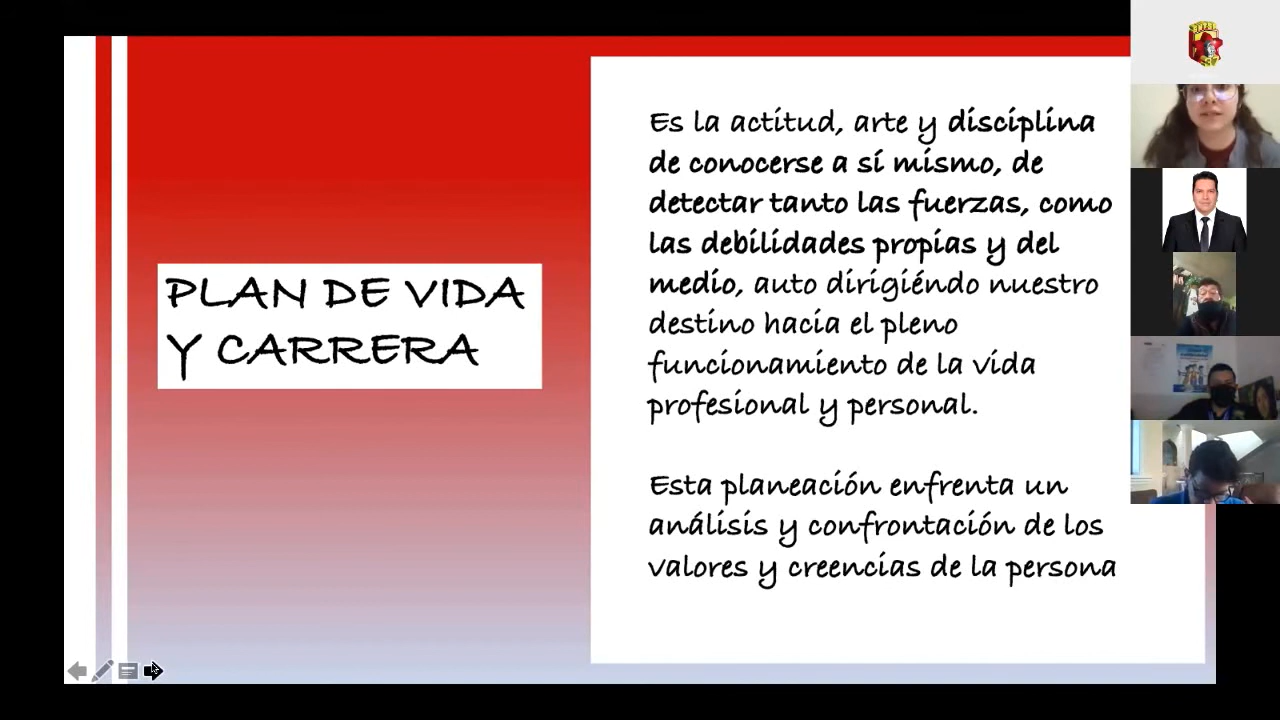 PLAN DE VIDA
Y CARRERA
Es la actitud, arte y disciplina
de conocerse a sí mismo, de
detectar tanto las fuerzas, como
las debilidades propias y del
medio, auto dirigiéndo nuestro
destino hacia el pleno
funcionamiento de la vida
profesional y personal.
Esta planeación enfrenta un
análisis y confrontación de los
valores y creencias de la persona